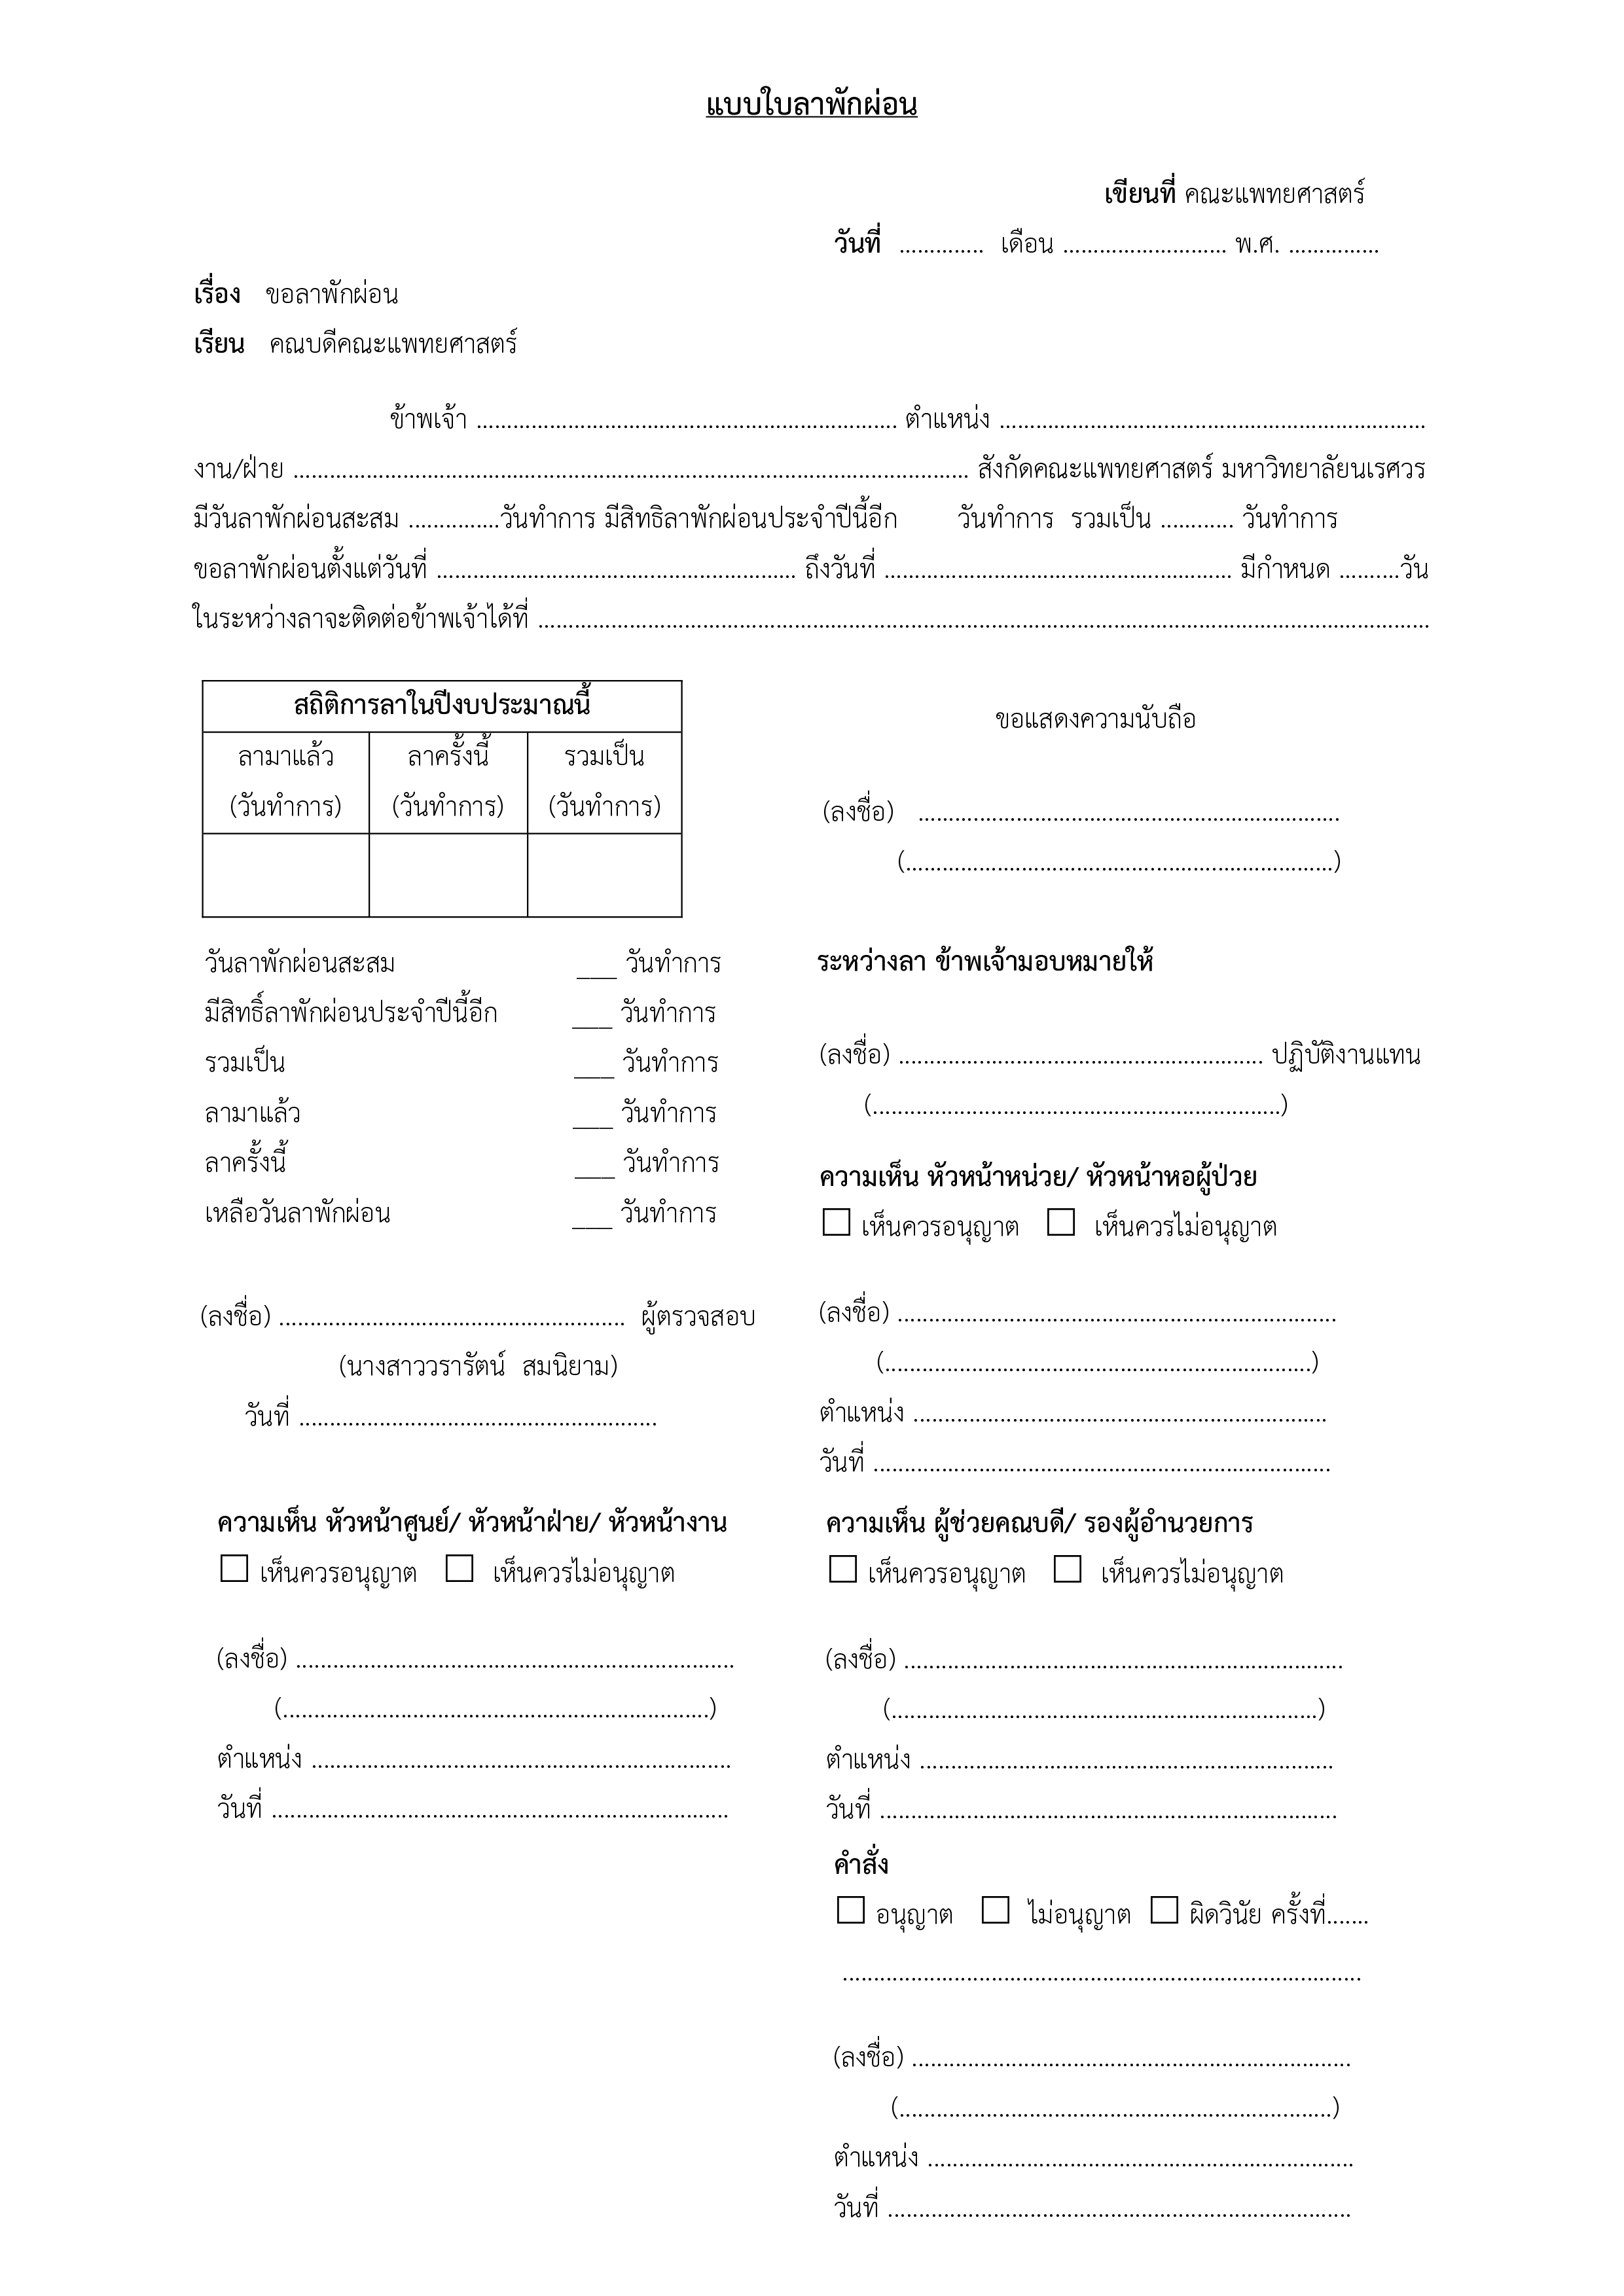 แบบใบลาพักผ่อน
เขียนที่ คณะแพทยศาสตร์
วันที่ .............. เดือน ........................... พ.ศ. ...............
เรื่อง ขอลาพักผ่อน
เรียน คณบดีคณะแพทยศาสตร์
ข้าพเจ้า ..................................................................... ตำแหน่ง ......................................................................
งาน/ฝ่าย ............................................................................................................... สังกัดคณะแพทยศาสตร์ มหาวิทยาลัยนเรศวร
มีวันลาพักผ่อนสะสม ...............วันทำการ มีสิทธิลาพักผ่อนประจำปีนี้อีก วันทำการ รวมเป็น ............ วันทำการ
ขอลาพักผ่อนตั้งแต่วันที่ ........................................................... ถึงวันที่ ......................................................... มีกำหนด ..........วัน
ในระหว่างลาจะติดต่อข้าพเจ้าได้ที่ ..................................................................................................................................................
สถิติการลาในปีงบประมาณนี้
ลามาแล้ว ลาครั้งนี้ รวมเป็น
(วันทำการ) (วันทำการ) (วันทำการ)
ขอแสดงความนับถือ
(ลงชื่อ) .....................................................................
(......................................................................)
วันลาพักผ่อนสะสม ___ วันทำการ
มีสิทธิ์ลาพักผ่อนประจำปีนี้อีก ___ วันทำการ
รวมเป็น ___ วันทำการ
ลามาแล้ว ___ วันทำการ
ลาครั้งนี้ ___ วันทำการ
เหลือวันลาพักผ่อน ___ วันทำการ
(ลงชื่อ) ........................................................ ผู้ตรวจสอบ
(นางสาววรารัตน์ สมนิยาม)
วันที่ ..........................................................
ระหว่างลา ข้าพเจ้ามอบหมายให้
(ลงชื่อ) ........................................................... ปฏิบัติงานแทน
(..................................................................)
ความเห็น หัวหน้าหน่วย/ หัวหน้าหอผู้ป่วย
☐ เห็นควรอนุญาต ☐ เห็นควรไม่อนุญาต
(ลงชื่อ) .......................................................................
(.....................................................................)
ตำแหน่ง ...................................................................
วันที่ ..........................................................................
ความเห็น หัวหน้าศูนย์/ หัวหน้าฝ่าย/ หัวหน้างาน
☐ เห็นควรอนุญาต ☐ เห็นควรไม่อนุญาต
(ลงชื่อ) .......................................................................
(.....................................................................)
ตำแหน่ง ....................................................................
วันที่ ..........................................................................
ความเห็น ผู้ช่วยคณบดี/ รองผู้อำนวยการ
☐ เห็นควรอนุญาต ☐ เห็นควรไม่อนุญาต
(ลงชื่อ) .......................................................................
(.....................................................................)
ตำแหน่ง ...................................................................
วันที่ ..........................................................................
คำสั่ง
☐ อนุญาต ☐ ไม่อนุญาต ☐ ผิดวินัย ครั้งที่.......
....................................................................................
(ลงชื่อ) .......................................................................
(......................................................................)
ตำแหน่ง .....................................................................
วันที่ ...........................................................................